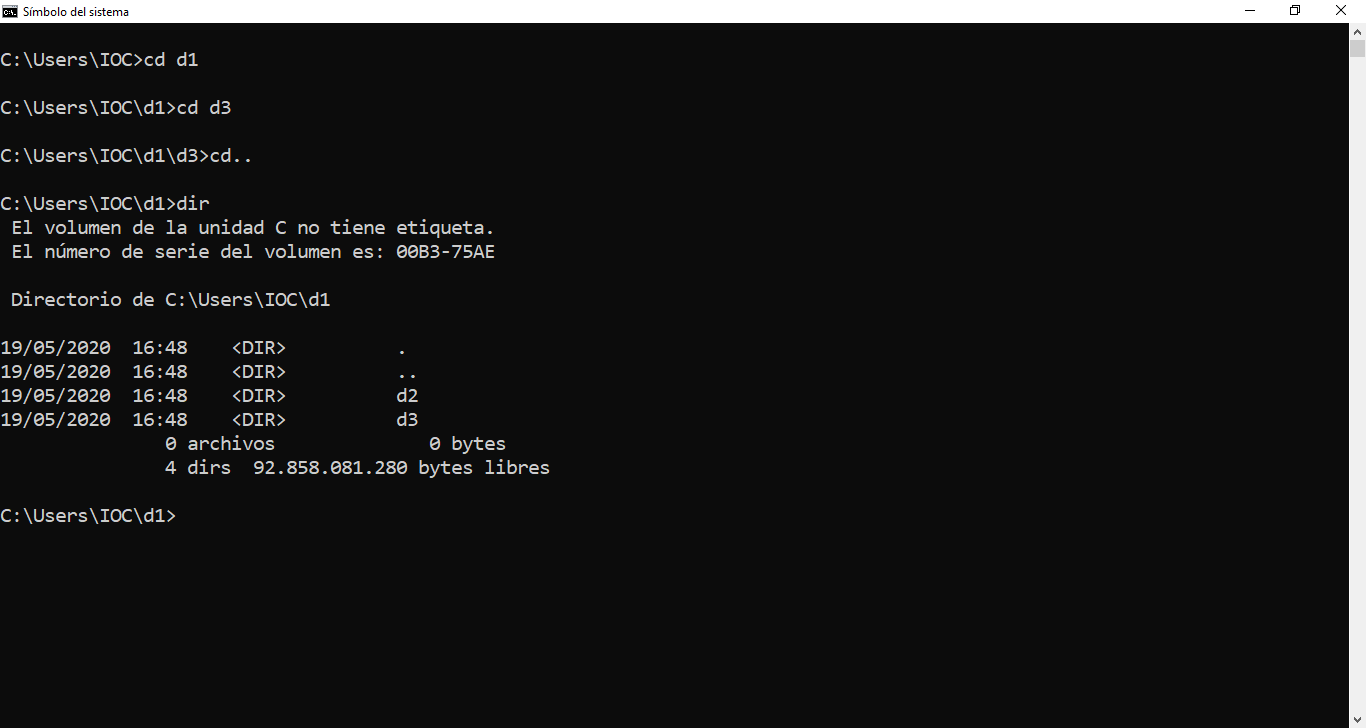 Símbolo del sistema
C:\Users\IOC>cd d1
C:\Users\IOC\d1>cd d3
C:\Users\IOC\d1\d3>cd..
C:\Users\IOC\d1>dir
 El volumen de la unidad C no tiene etiqueta.
 El número de serie del volumen es: 00B3-75AE
 Directorio de C:\Users\IOC\d1
19/05/2020  16:48    <DIR>          .
19/05/2020  16:48    <DIR>          ..
19/05/2020  16:48    <DIR>          d2
19/05/2020  16:48    <DIR>          d3
               0 archivos              0 bytes
               4 dirs  92.858.081.280 bytes libres
C:\Users\IOC\d1>